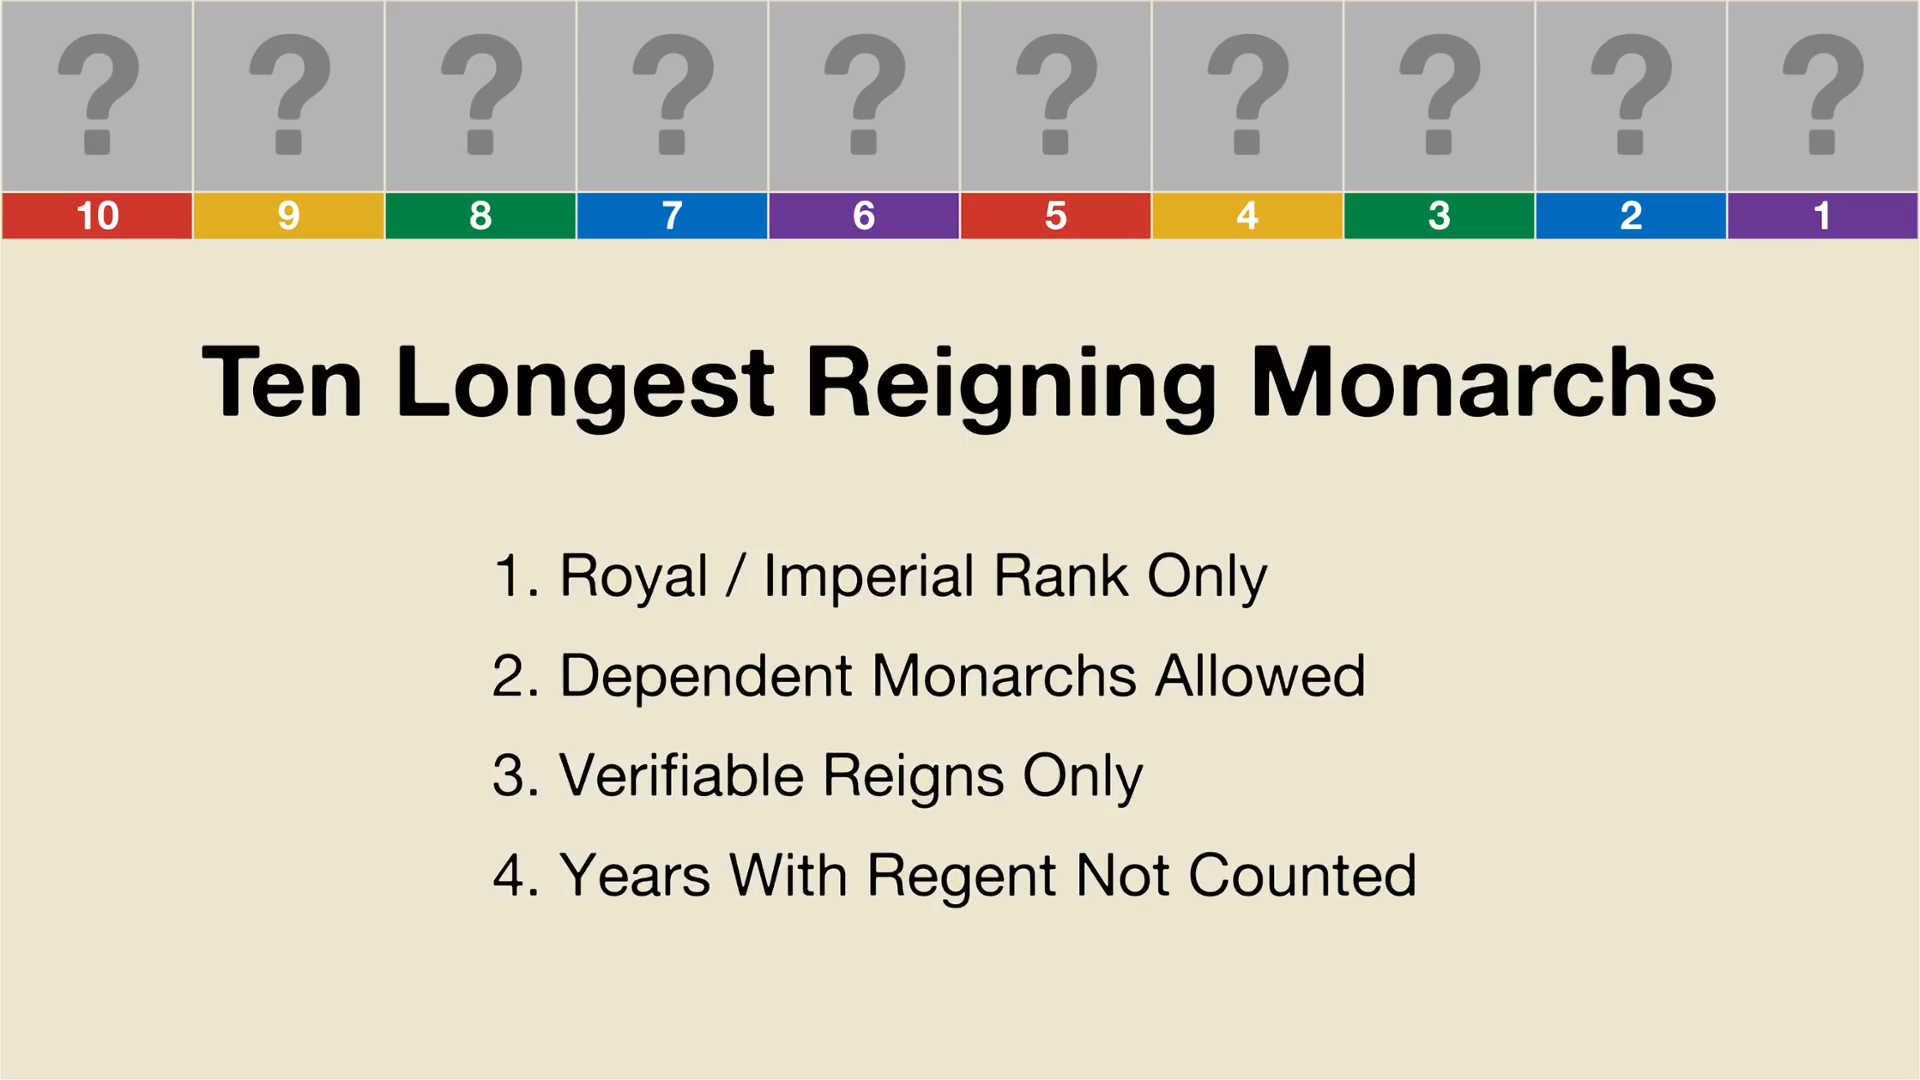 ? ? ? ? ? ? ? ? ? ?
10 9 8 7 6 5 4 3 2 1
Ten Longest Reigning Monarchs
1. Royal / Imperial Rank Only
2. Dependent Monarchs Allowed
3. Verifiable Reigns Only
4. Years With Regent Not Counted